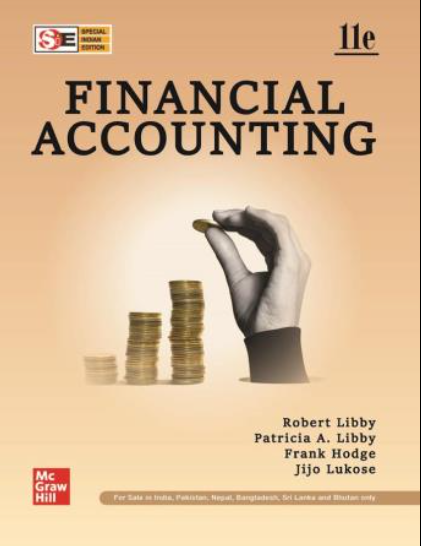 SiE
SPECIAL
INDIAN
EDITION
11e
FINANCIAL
ACCOUNTING
Robert Libby
Patricia A. Libby
Frank Hodge
Jijo Lukose
Mc
Graw
Hill
For Sale in India, Pakistan, Nepal, Bangladesh, Sri Lanka and Bhutan only